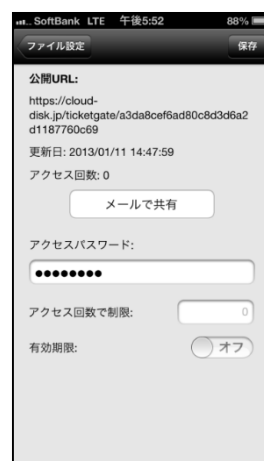 SoftBank LTE 午後5:52 88%
ファイル設定 保存
公開URL:
https://cloud-
disk.jp/ticketgate/a3da8cef6ad80c8d3d6a2
d1187760c69
更新日: 2013/01/11 14:47:59
アクセス回数: 0
メールで共有
アクセスパスワード:
●●●●●●●●
アクセス回数で制限: 0
有効期限: オフ